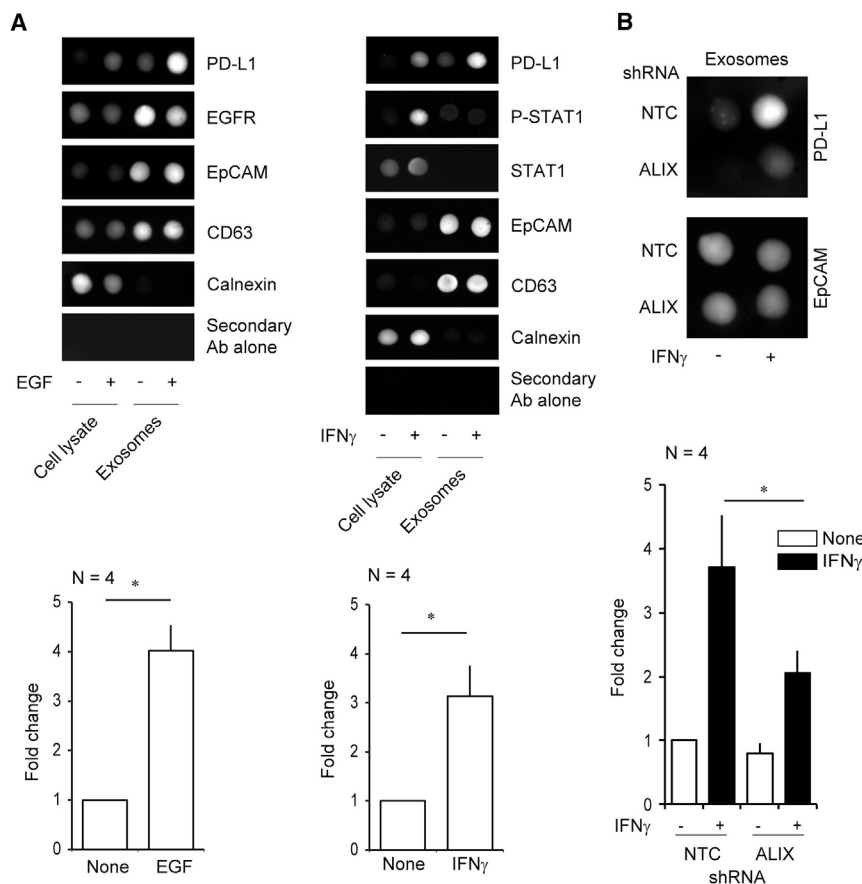 A
PD-L1
EGFR
EpCAM
CD63
Calnexin
Secondary
Ab alone
EGF - + - +
Cell lysate
Exosomes
PD-L1
P-STAT1
STAT1
EpCAM
CD63
Calnexin
Secondary
Ab alone
IFNγ - + - +
Cell lysate
Exosomes
B
Exosomes
shRNA
NTC
ALIX
PD-L1
NTC
ALIX
EpCAM
IFNγ - +
N = 4
*
5
4
3
2
1
0
Fold change
None EGF
N = 4
*
5
4
3
2
1
0
Fold change
None IFNγ
N = 4
*
None
IFNγ
5
4
3
2
1
0
Fold change
IFNγ - + - +
NTC ALIX
shRNA